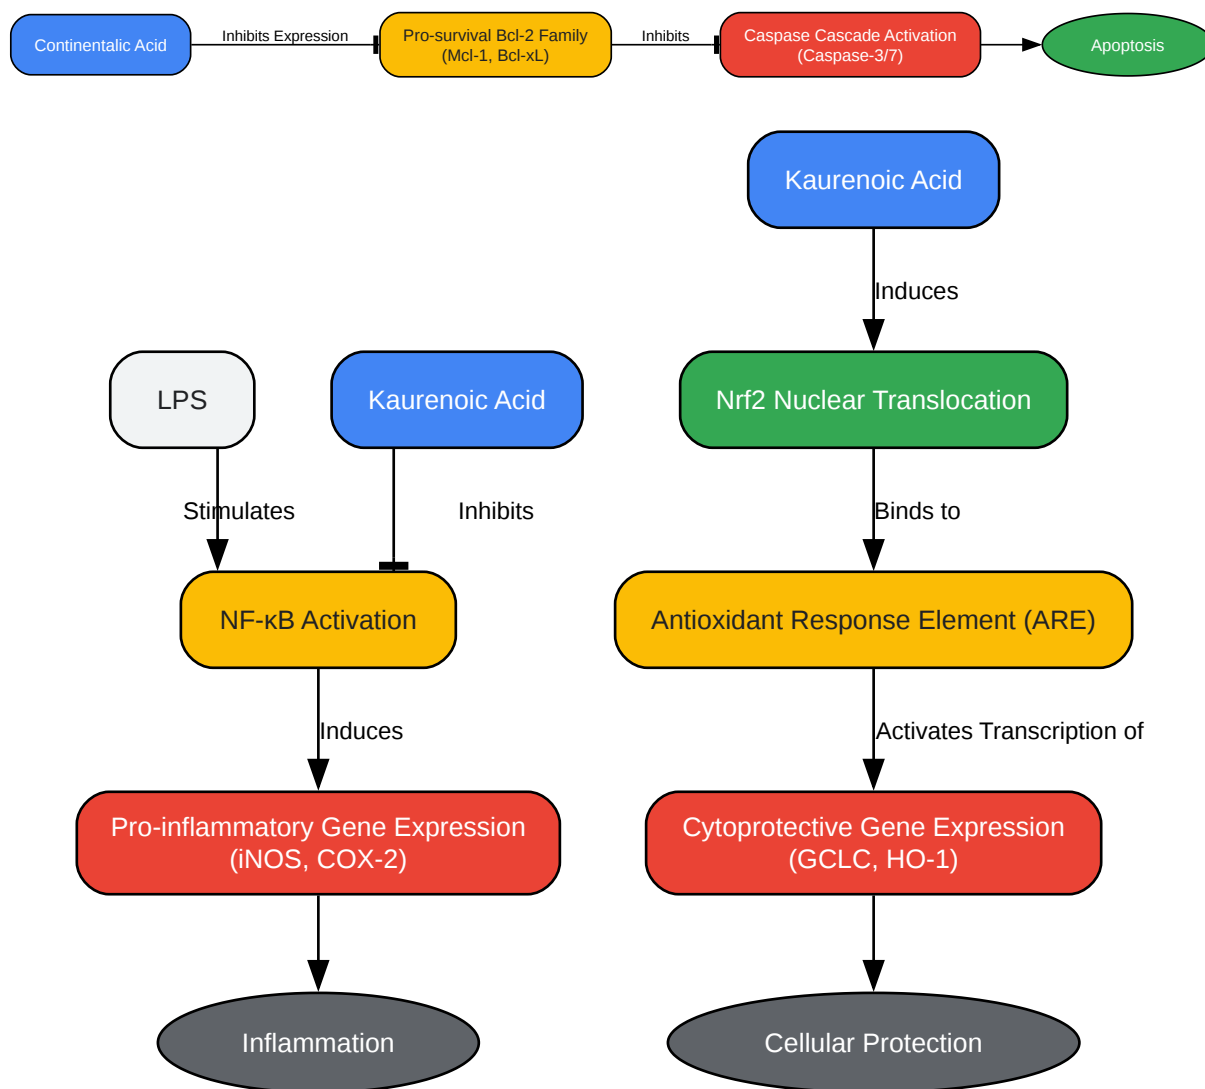 Continentalic Acid
Inhibits Expression
Pro-survival Bcl-2 Family
(Mcl-1, Bcl-xL)
Inhibits
Caspase Cascade Activation
(Caspase-3/7)
Apoptosis
LPS
Kaurenoic Acid
Stimulates
Inhibits
NF-κB Activation
Induces
Pro-inflammatory Gene Expression
(iNOS, COX-2)
Inflammation
Kaurenoic Acid
Induces
Nrf2 Nuclear Translocation
Binds to
Antioxidant Response Element (ARE)
Activates Transcription of
Cytoprotective Gene Expression
(GCLC, HO-1)
Cellular Protection